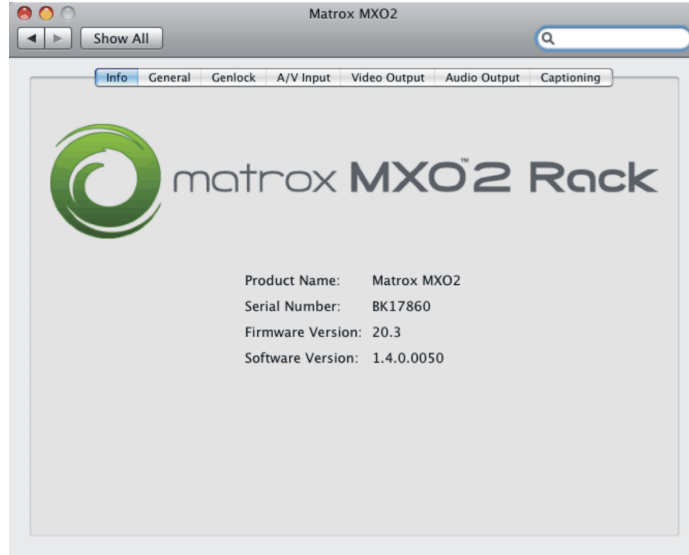 Matrox MXO2
Show All
Info General Genlock A/V Input Video Output Audio Output Captioning
matrox MXO™2 Rack
Product Name: Matrox MXO2
Serial Number: BK17860
Firmware Version: 20.3
Software Version: 1.4.0.0050